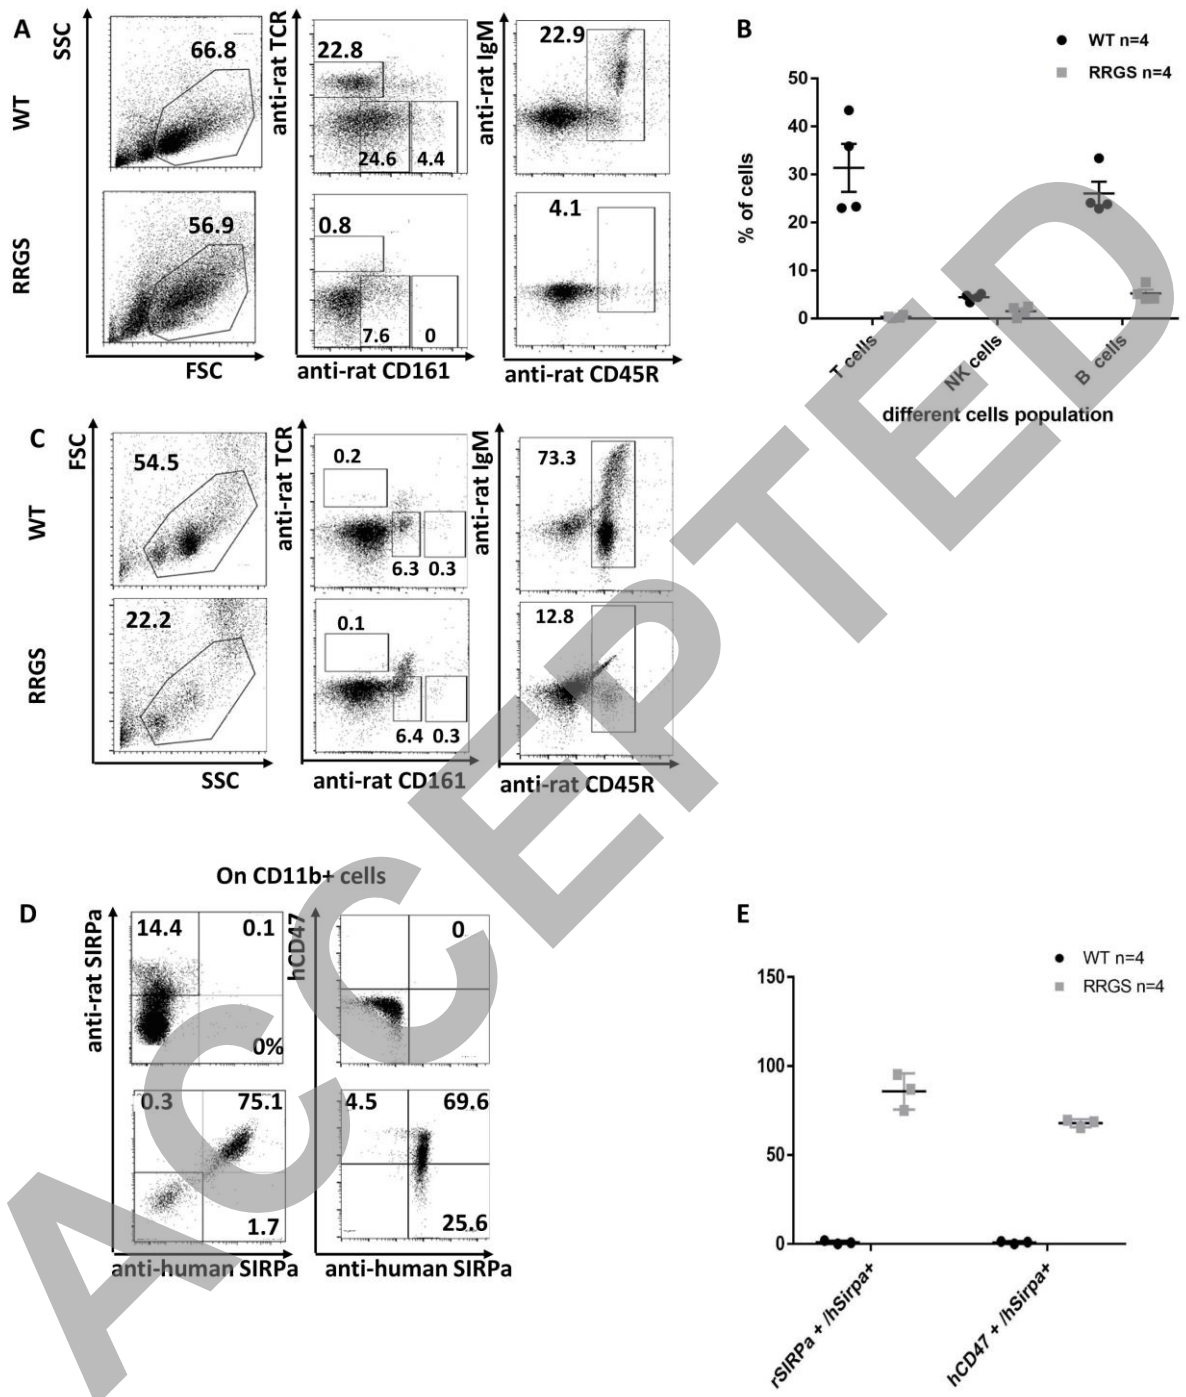 A
SSC
WT
66.8
anti-rat TCR
22.8
24.6 4.4
anti-rat IgM
22.9
RRGS
56.9
0.8
7.6 0
4.1
FSC
anti-rat CD161
anti-rat CD45R
B
WT n=4
RRGS n=4
% of cells
50
40
30
20
10
0
T cells
NK cells
B cells
different cells population
C
FSC
WT
54.5
anti-rat TCR
0.2
6.3 0.3
anti-rat IgM
73.3
RRGS
22.2
0.1
6.4 0.3
12.8
SSC
anti-rat CD161
anti-rat CD45R
On CD11b+ cells
D
anti-rat SIRPa
14.4 0.1
0%
hCD47
0
0.3 75.1
1.7
4.5 69.6
25.6
anti-human SIRPa
anti-human SIRPa
E
WT n=4
RRGS n=4
150
100
50
0
rSIRPa + /hSirpa+
hCD47 + /hSirpa+
ACCEPTED